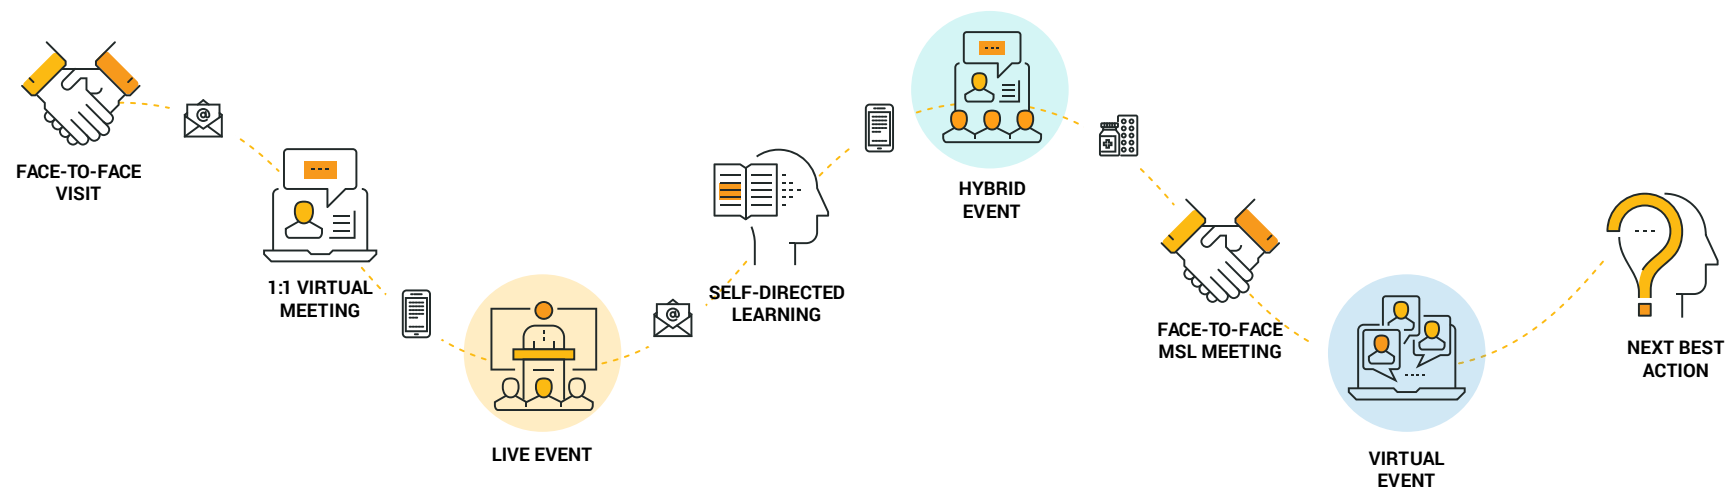 FACE-TO-FACE
VISIT
1:1 VIRTUAL
MEETING
LIVE EVENT
SELF-DIRECTED
LEARNING
HYBRID
EVENT
FACE-TO-FACE
MSL MEETING
VIRTUAL
EVENT
NEXT BEST
ACTION